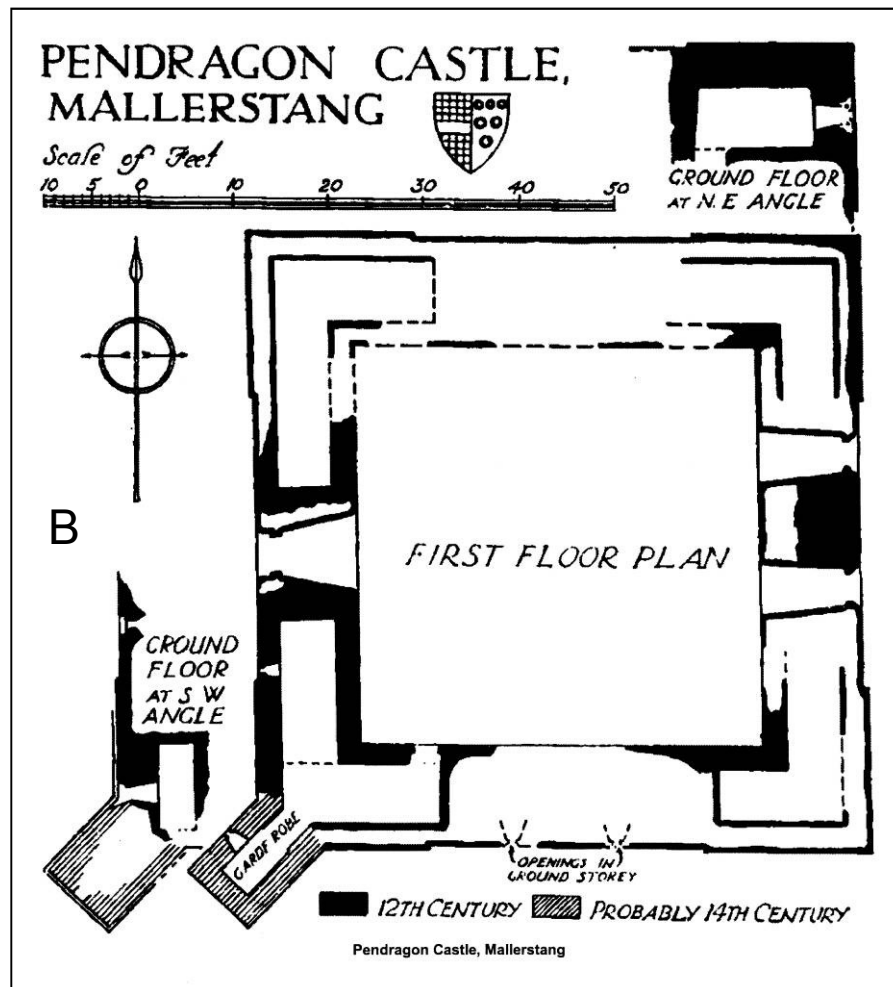 PENDRAGON CASTLE,
MALLERSTANG
Scale of Feet
10 5 0 10 20 30 40 50
GROUND FLOOR
AT N.E ANGLE
B
FIRST FLOOR PLAN
GROUND
FLOOR
AT S W
ANGLE
GARDE ROBE
OPENINGS IN
GROUND STOREY
12TH CENTURY
PROBABLY 14TH CENTURY
Pendragon Castle, Mallerstang